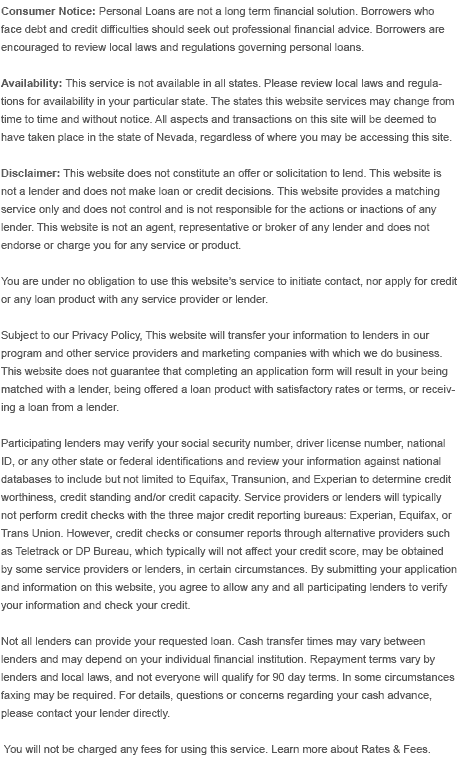 Consumer Notice: Personal Loans are not a long term financial solution. Borrowers who
face debt and credit difficulties should seek out professional financial advice. Borrowers are
encouraged to review local laws and regulations governing personal loans.
Availability: This service is not available in all states. Please review local laws and regula-
tions for availability in your particular state. The states this website services may change from
time to time and without notice. All aspects and transactions on this site will be deemed to
have taken place in the state of Nevada, regardless of where you may be accessing this site.
Disclaimer: This website does not constitute an offer or solicitation to lend. This website is
not a lender and does not make loan or credit decisions. This website provides a matching
service only and does not control and is not responsible for the actions or inactions of any
lender. This website is not an agent, representative or broker of any lender and does not
endorse or charge you for any service or product.
You are under no obligation to use this website's service to initiate contact, nor apply for credit
or any loan product with any service provider or lender.
Subject to our Privacy Policy, This website will transfer your information to lenders in our
program and other service providers and marketing companies with which we do business.
This website does not guarantee that completing an application form will result in your being
matched with a lender, being offered a loan product with satisfactory rates or terms, or receiv-
ing a loan from a lender.
Participating lenders may verify your social security number, driver license number, national
ID, or any other state or federal identifications and review your information against national
databases to include but not limited to Equifax, Transunion, and Experian to determine credit
worthiness, credit standing and/or credit capacity. Service providers or lenders will typically
not perform credit checks with the three major credit reporting bureaus: Experian, Equifax, or
Trans Union. However, credit checks or consumer reports through alternative providers such
as Teletrack or DP Bureau, which typically will not affect your credit score, may be obtained
by some service providers or lenders, in certain circumstances. By submitting your application
and information on this website, you agree to allow any and all participating lenders to verify
your information and check your credit.
Not all lenders can provide your requested loan. Cash transfer times may vary between
lenders and may depend on your individual financial institution. Repayment terms vary by
lenders and local laws, and not everyone will qualify for 90 day terms. In some circumstances
faxing may be required. For details, questions or concerns regarding your cash advance,
please contact your lender directly.
You will not be charged any fees for using this service. Learn more about Rates & Fees.